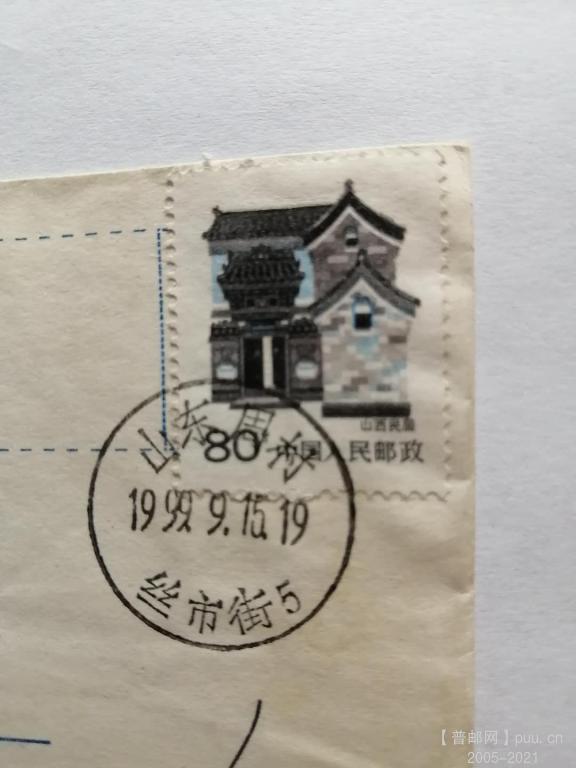 山西民居
80 中国人民邮政
山东周村
1999.9.15.19
丝市街5
【普邮网】puu.cn
2005-2021